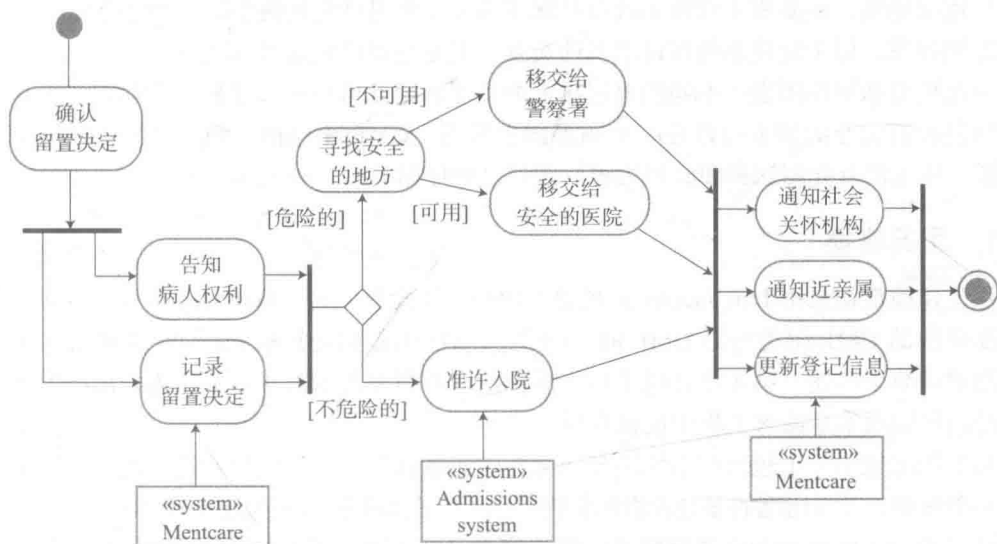 确认
留置决定
告知
病人权利
记录
留置决定
«system»
Mentcare
[危险的]
[不危险的]
寻找安全
的地方
[不可用]
[可用]
移交给
警察署
移交给
安全的医院
准许入院
«system»
Admissions
system
通知社会
关怀机构
通知近亲属
更新登记信息
«system»
Mentcare